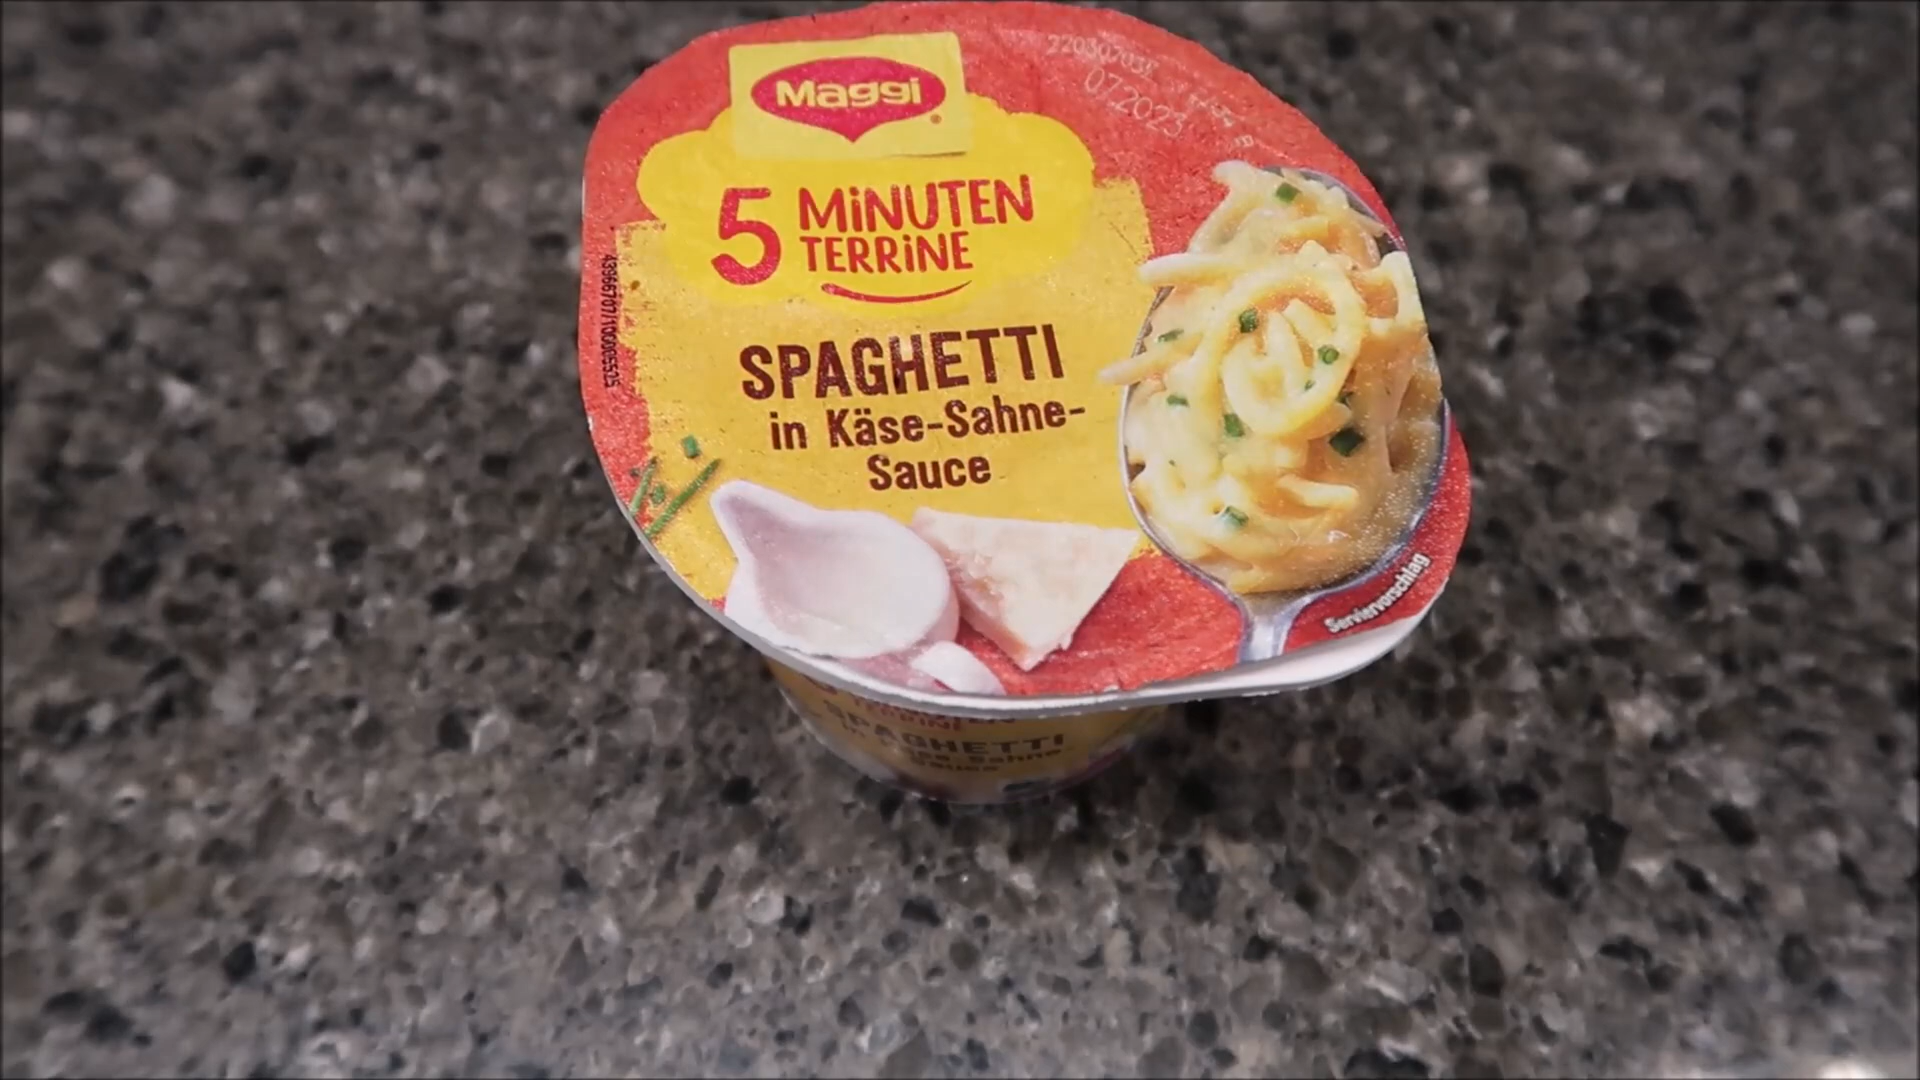 Maggi
5 MINUTEN
TERRINE
SPAGHETTI
in Käse-Sahne-
Sauce
07.2023
Serviervorschlag
SPAGHETTI